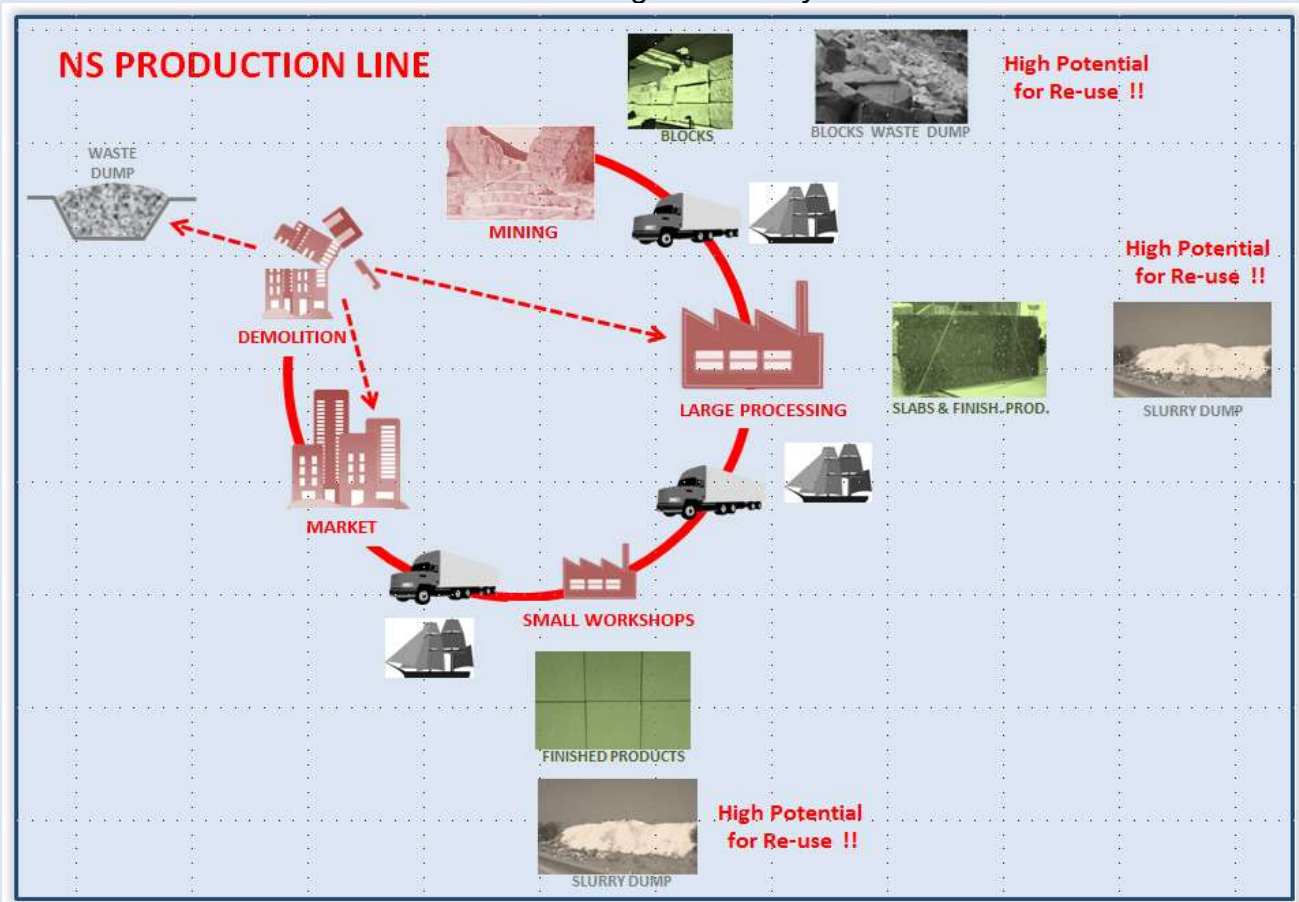 NS PRODUCTION LINE
High Potential
for Re-use !!
BLOCKS
BLOCKS WASTE DUMP
WASTE
DUMP
MINING
High Potential
for Re-use !!
DEMOLITION
LARGE PROCESSING
SLABS & FINISH. PROD.
SLURRY DUMP
MARKET
SMALL WORKSHOPS
FINISHED PRODUCTS
High Potential
for Re-use !!
SLURRY DUMP